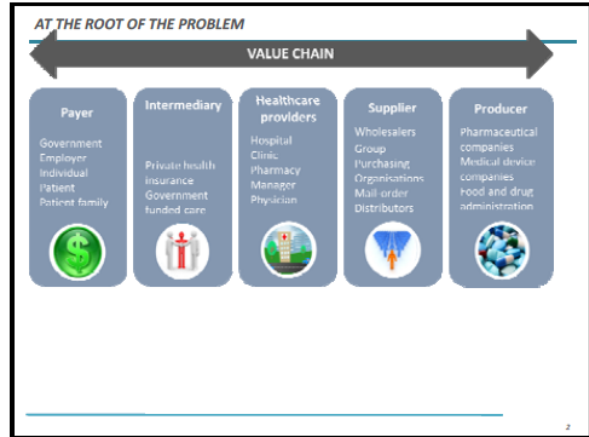 AT THE ROOT OF THE PROBLEM
VALUE CHAIN
Payer
Government
Employer
Individual
Patient
Patient family
Intermediary
Private health
insurance
Government
funded care
Healthcare
providers
Hospital
Clinic
Pharmacy
Manager
Physician
Supplier
Wholesalers
Group
Purchasing
Organisations
Mail-order
Distributors
Producer
Pharmaceutical
companies
Medical device
companies
Food and drug
administration
2